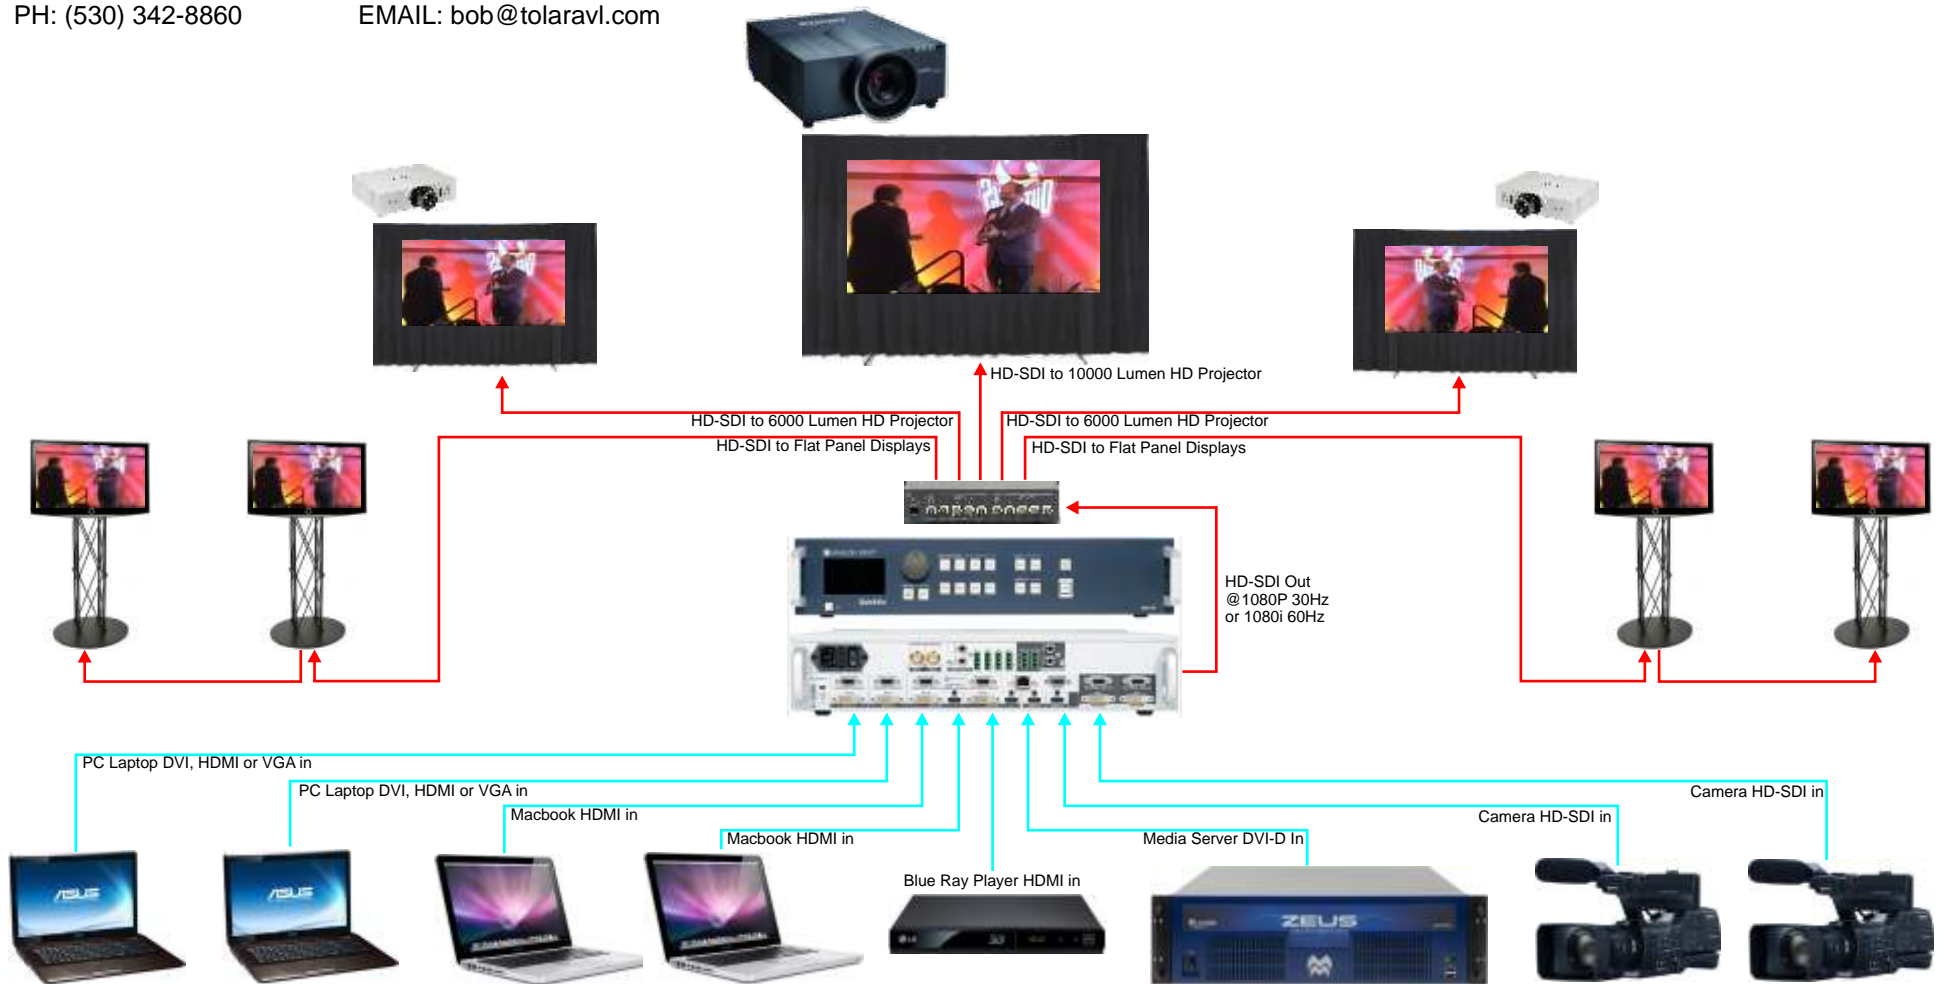 PH: (530) 342-8860 EMAIL: bob@tolaravl.com
HD-SDI to 10000 Lumen HD Projector
HD-SDI to 6000 Lumen HD Projector
HD-SDI to 6000 Lumen HD Projector
HD-SDI to Flat Panel Displays
HD-SDI to Flat Panel Displays
HD-SDI Out
@1080P 30Hz
or 1080i 60Hz
PC Laptop DVI, HDMI or VGA in
PC Laptop DVI, HDMI or VGA in
Macbook HDMI in
Macbook HDMI in
Blue Ray Player HDMI in
Media Server DVI-D In
Camera HD-SDI in
Camera HD-SDI in
ASUS
ASUS
LG
ZEUS